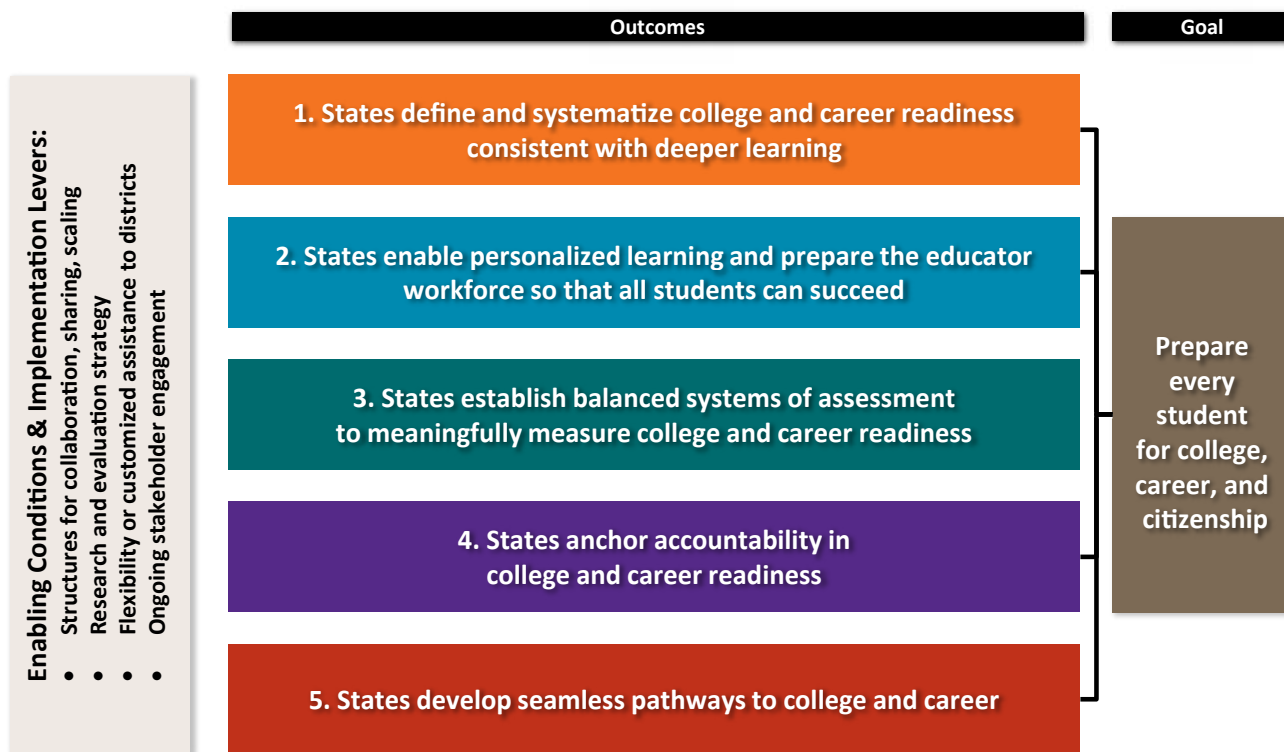 Outcomes
Goal
Enabling Conditions & Implementation Levers:
• Structures for collaboration, sharing, scaling
• Research and evaluation strategy
• Flexibility or customized assistance to districts
• Ongoing stakeholder engagement
1. States define and systematize college and career readiness
consistent with deeper learning
2. States enable personalized learning and prepare the educator
workforce so that all students can succeed
3. States establish balanced systems of assessment
to meaningfully measure college and career readiness
4. States anchor accountability in
college and career readiness
5. States develop seamless pathways to college and career
Prepare
every
student
for college,
career, and
citizenship